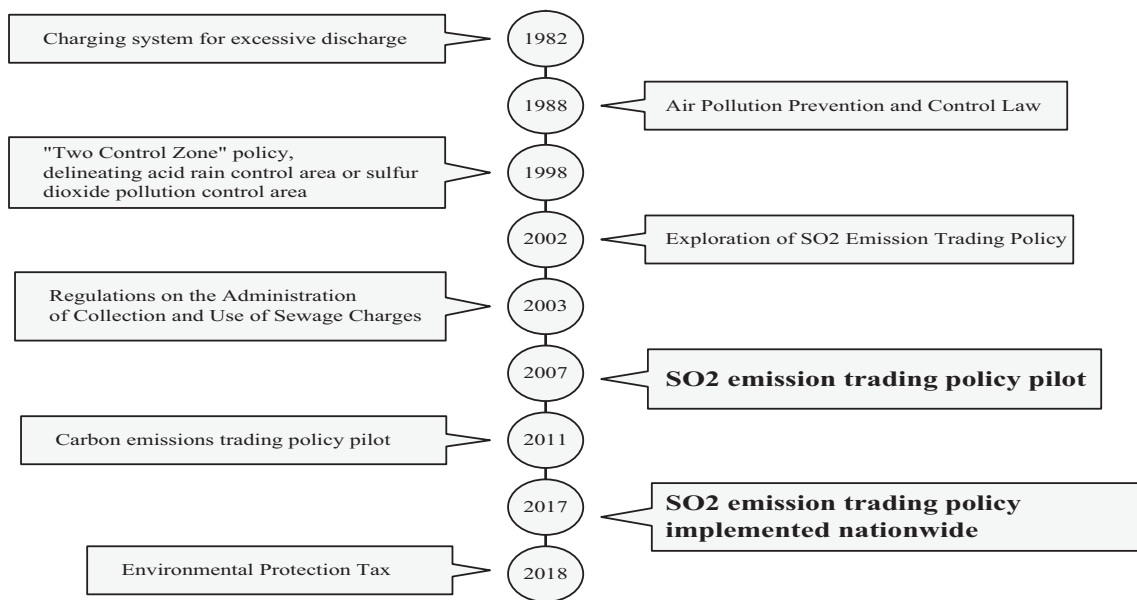 Charging system for excessive discharge
1982
1988
Air Pollution Prevention and Control Law
"Two Control Zone" policy,
delineating acid rain control area or sulfur
dioxide pollution control area
1998
2002
Exploration of SO2 Emission Trading Policy
Regulations on the Administration
of Collection and Use of Sewage Charges
2003
2007
SO2 emission trading policy pilot
Carbon emissions trading policy pilot
2011
2017
SO2 emission trading policy
implemented nationwide
Environmental Protection Tax
2018